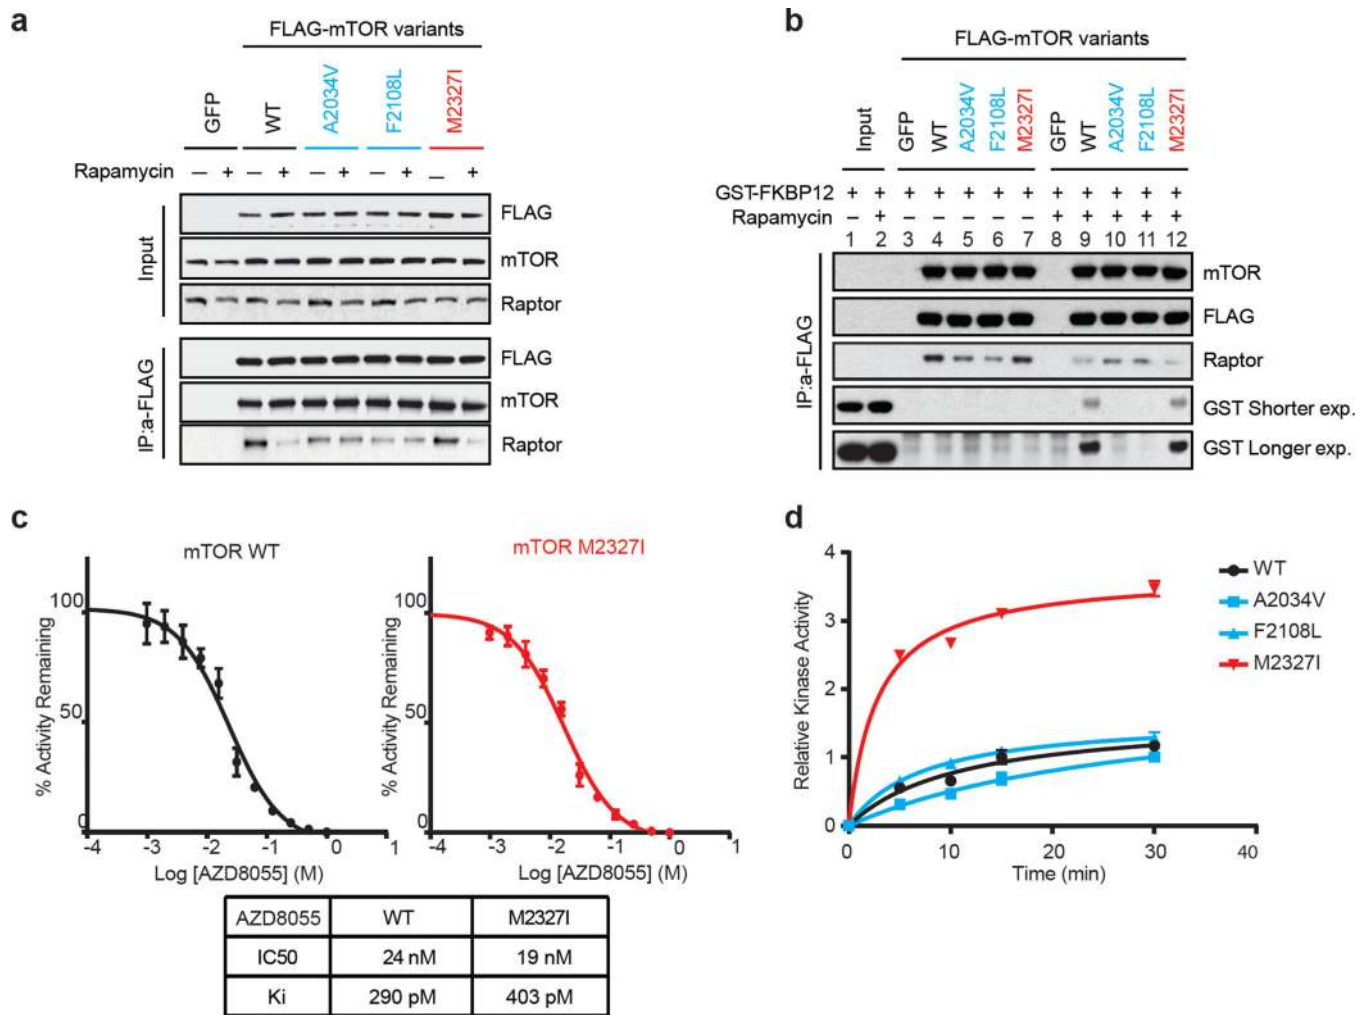 a
FLAG-mTOR variants
GFP
WT
A2034V
F2108L
M2327I
Rapamycin – + – + – + – + – +
Input
FLAG
mTOR
Raptor
IP:a-FLAG
FLAG
mTOR
Raptor
b
FLAG-mTOR variants
Input
GFP
WT
A2034V
F2108L
M2327I
GFP
WT
A2034V
F2108L
M2327I
GST-FKBP12 + + + + + + + + + + + +
Rapamycin – + – – – – – + + + + +
1 2 3 4 5 6 7 8 9 10 11 12
IP:a-FLAG
mTOR
FLAG
Raptor
GST Shorter exp.
GST Longer exp.
c
mTOR WT
% Activity Remaining
100
50
0
-4 -3 -2 -1 0 1
Log [AZD8055] (M)
mTOR M2327I
% Activity Remaining
100
50
0
-4 -3 -2 -1 0 1
Log [AZD8055] (M)
AZD8055 WT M2327I
IC50 24 nM 19 nM
Ki 290 pM 403 pM
d
Relative Kinase Activity
4
3
2
1
0
0 10 20 30 40
Time (min)
WT
A2034V
F2108L
M2327I